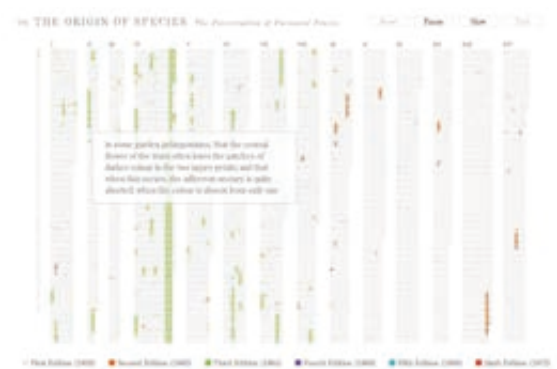 THE ORIGIN OF SPECIES The Preservation of Favoured Traces
Pause Slow
in some garden pelargoniums, that the central
flower of the truss often loses the patches of
darker colour in the two upper petals; and that
when this occurs, the adherent nectary is quite
aborted; when the colour is absent from only one
First Edition (1859) Second Edition (1860) Third Edition (1861) Fourth Edition (1866) Fifth Edition (1869) Sixth Edition (1872)